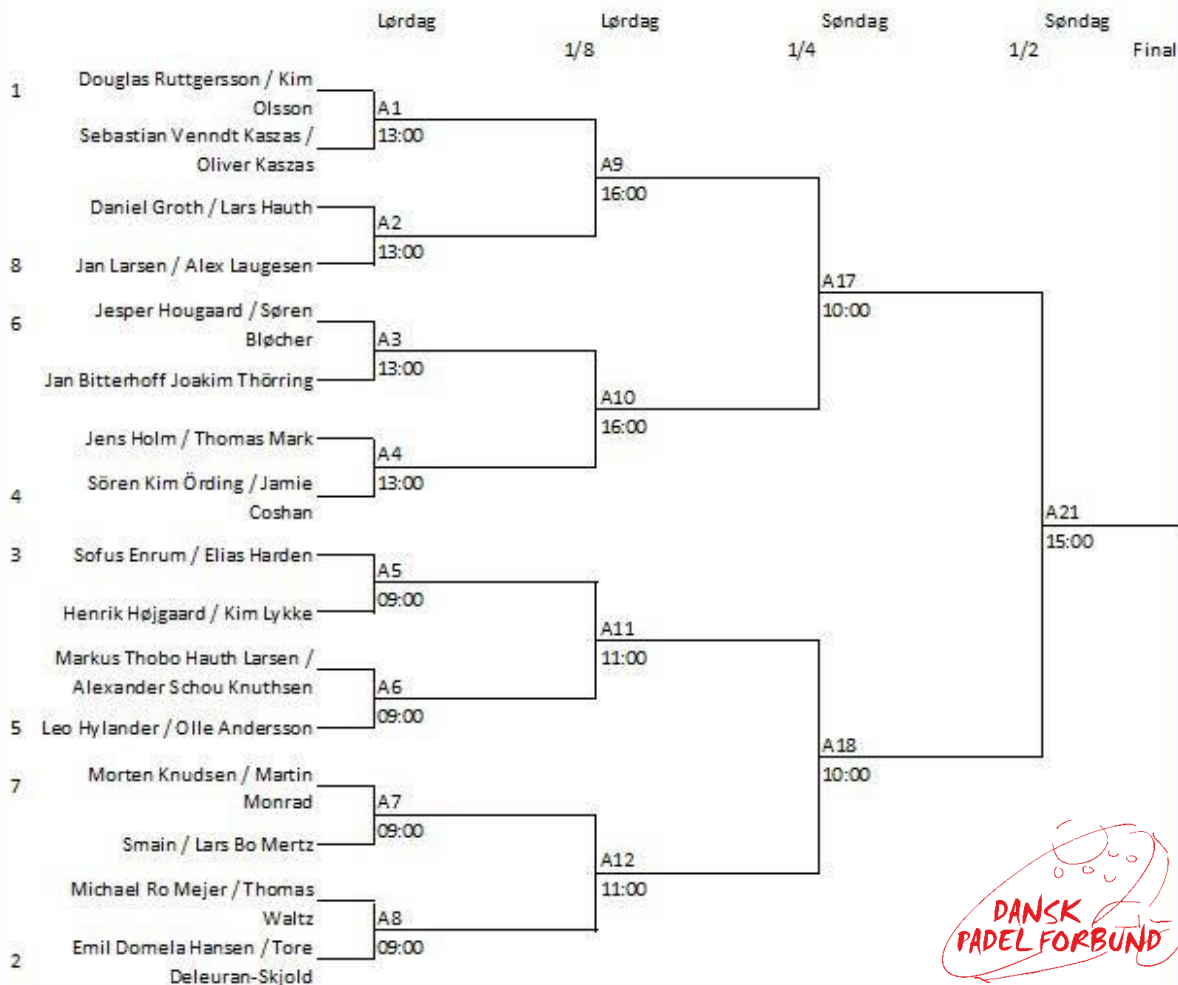 Lørdag Lørdag Søndag Søndag
1/8 1/4 1/2 Final
1 Douglas Ruttgersson / Kim
Olsson
A1
13:00
Sebastian Venndt Kaszas /
Oliver Kaszas
A9
16:00
Daniel Groth / Lars Hauth
A2
13:00
8 Jan Larsen / Alex Laugesen
A17
10:00
6 Jesper Hougaard / Søren
Bløcher
A3
13:00
Jan Bitterhoff Joakim Thörring
A10
16:00
Jens Holm / Thomas Mark
A4
13:00
4 Sören Kim Örding / Jamie
Coshan
A21
15:00
3 Sofus Enrum / Elias Harden
A5
09:00
Henrik Højgaard / Kim Lykke
A11
11:00
Markus Thobo Hauth Larsen /
Alexander Schou Knuthsen
A6
09:00
5 Leo Hylander / Olle Andersson
A18
10:00
7 Morten Knudsen / Martin
Monrad
A7
09:00
Smain / Lars Bo Mertz
A12
11:00
Michael Ro Mejer / Thomas
Waltz
A8
09:00
2 Emil Domela Hansen / Tore
Deleuran-Skjold
DANSK
PADEL FORBUND